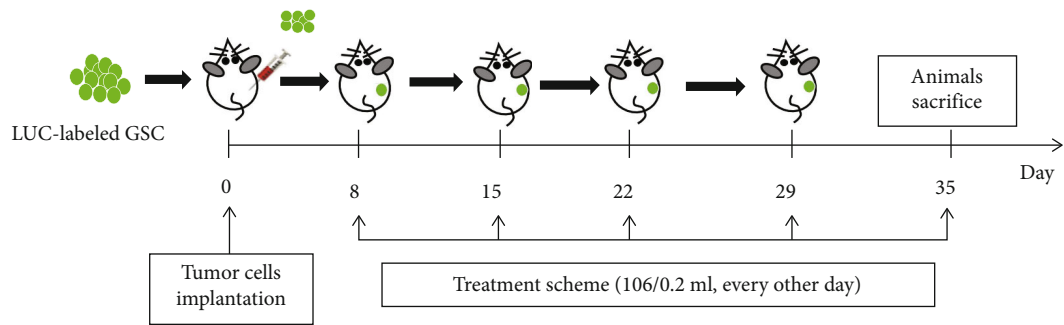 Animals
sacrifice
LUC-labeled GSC
Day
0
8
15
22
29
35
Tumor cells
implantation
Treatment scheme (106/0.2 ml, every other day)